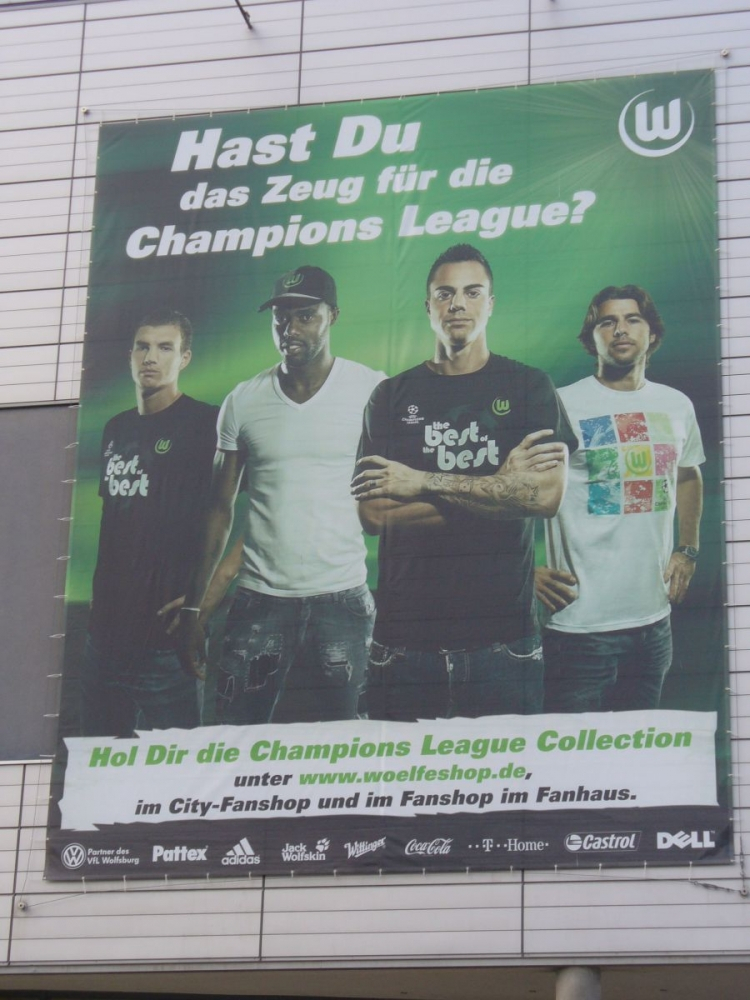 W
Hast Du
das Zeug für die
Champions League?
the
best of
the best
the
best of
the best
W
Hol Dir die Champions League Collection
unter www.woelfeshop.de,
im City-Fanshop und im Fanshop im Fanhaus.
Partner des
VfL Wolfsburg
Pattex
adidas
Jack
Wolfskin
Wittinger
Coca-Cola
··T··Home·
Castrol
DELL